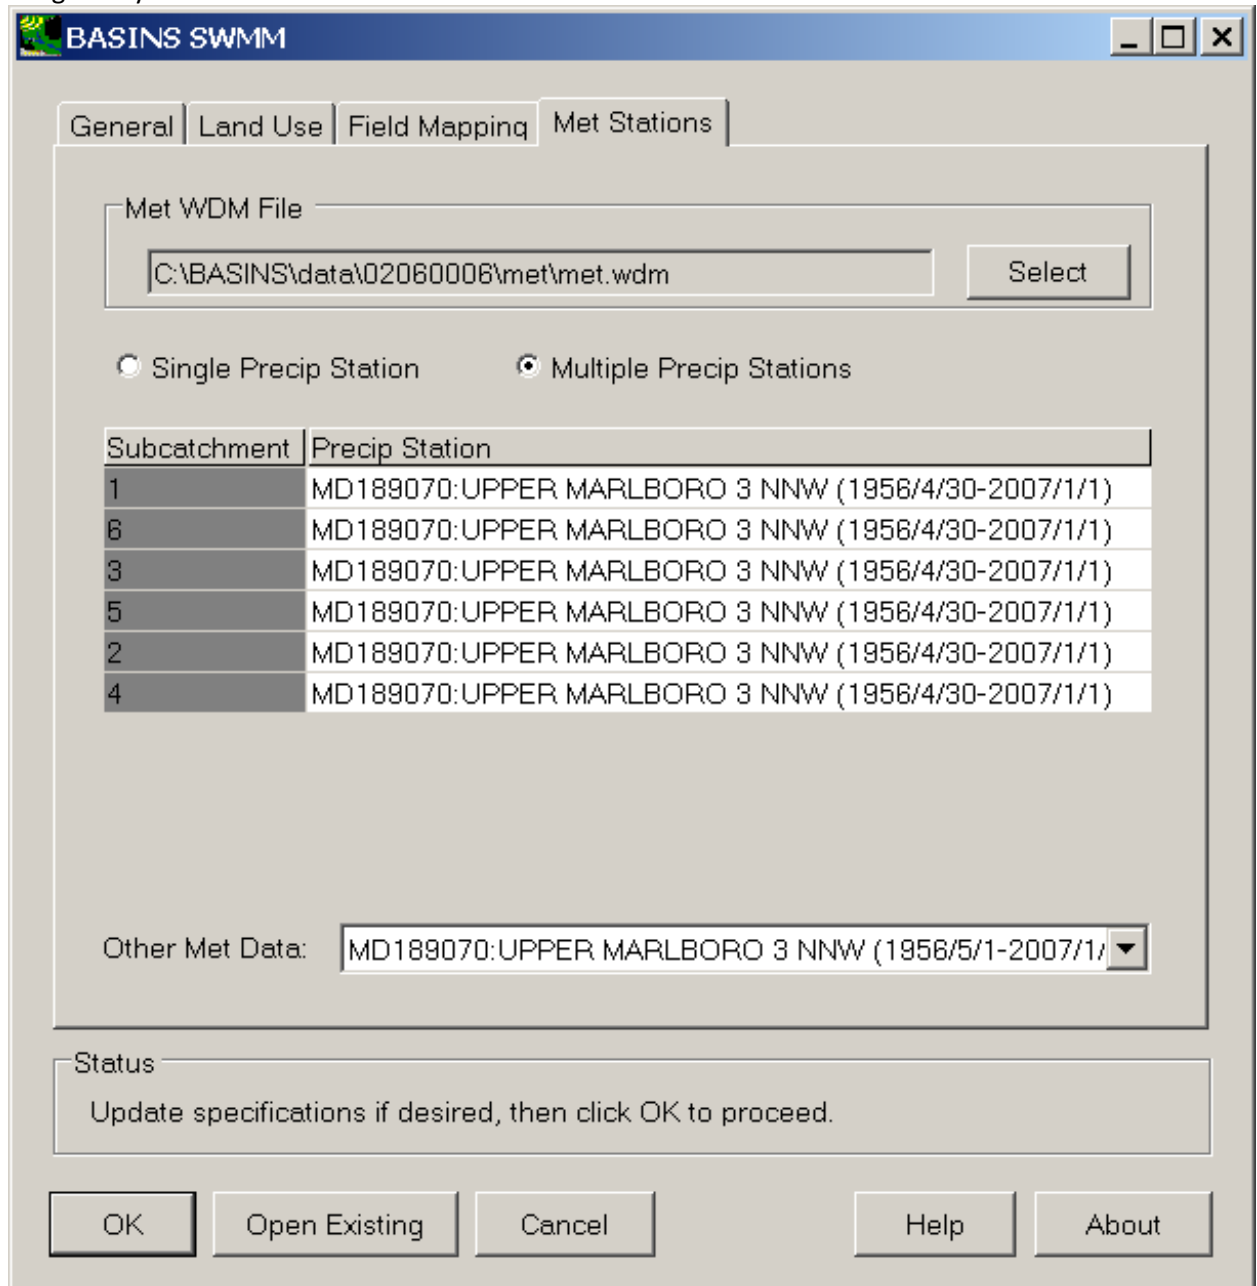 BASINS SWMM
General Land Use Field Mapping Met Stations
Met WDM File
C:\BASINS\data\02060006\met\met.wdm Select
Single Precip Station Multiple Precip Stations
Subcatchment Precip Station
1 MD189070:UPPER MARLBORO 3 NNW (1956/4/30-2007/1/1)
6 MD189070:UPPER MARLBORO 3 NNW (1956/4/30-2007/1/1)
3 MD189070:UPPER MARLBORO 3 NNW (1956/4/30-2007/1/1)
5 MD189070:UPPER MARLBORO 3 NNW (1956/4/30-2007/1/1)
2 MD189070:UPPER MARLBORO 3 NNW (1956/4/30-2007/1/1)
4 MD189070:UPPER MARLBORO 3 NNW (1956/4/30-2007/1/1)
Other Met Data: MD189070:UPPER MARLBORO 3 NNW (1956/5/1-2007/1/
Status
Update specifications if desired, then click OK to proceed.
OK Open Existing Cancel Help About